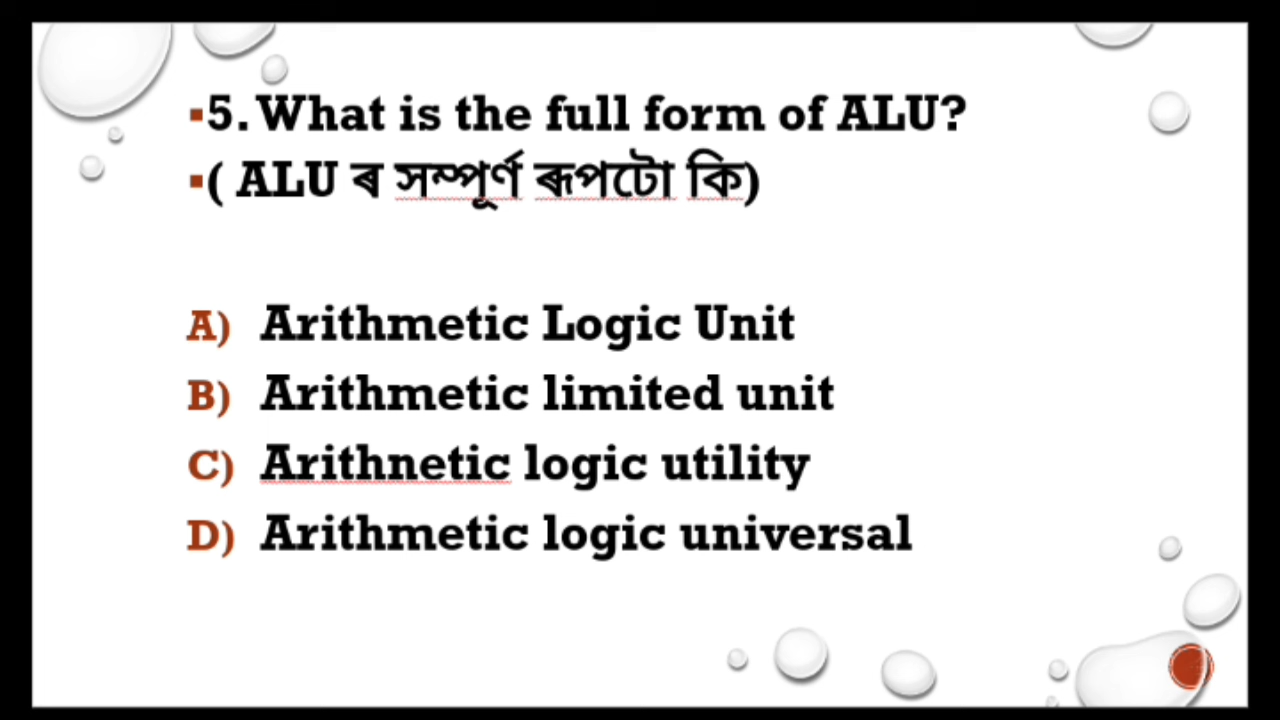 ▪5. What is the full form of ALU?
▪( ALU ৰ সম্পূৰ্ণ ৰূপটো কি)
A) Arithmetic Logic Unit
B) Arithmetic limited unit
C) Arithnetic logic utility
D) Arithmetic logic universal